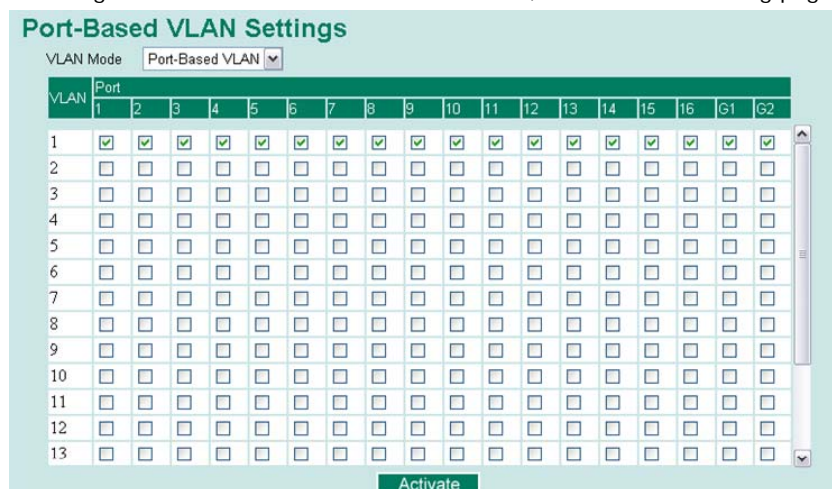 Port-Based VLAN Settings
VLAN Mode Port-Based VLAN
VLAN Port
1 2 3 4 5 6 7 8 9 10 11 12 13 14 15 16 G1 G2
1
2
3
4
5
6
7
8
9
10
11
12
13
Activate